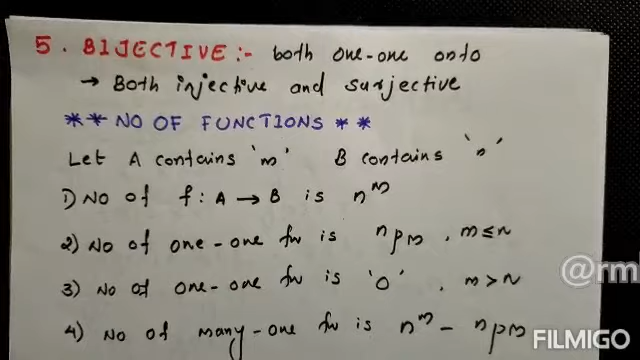 5. BIJECTIVE :- both one-one onto
→ Both injective and surjective
** NO OF FUNCTIONS **
Let A contains 'm' B contains 'n'
1) No of f : A → B is n^m
2) No of one-one fn is nPm , m ≤ n
3) No of one-one fn is '0' , m > n
4) No of many-one fn is n^m - nPm
@rm
FILMIGO